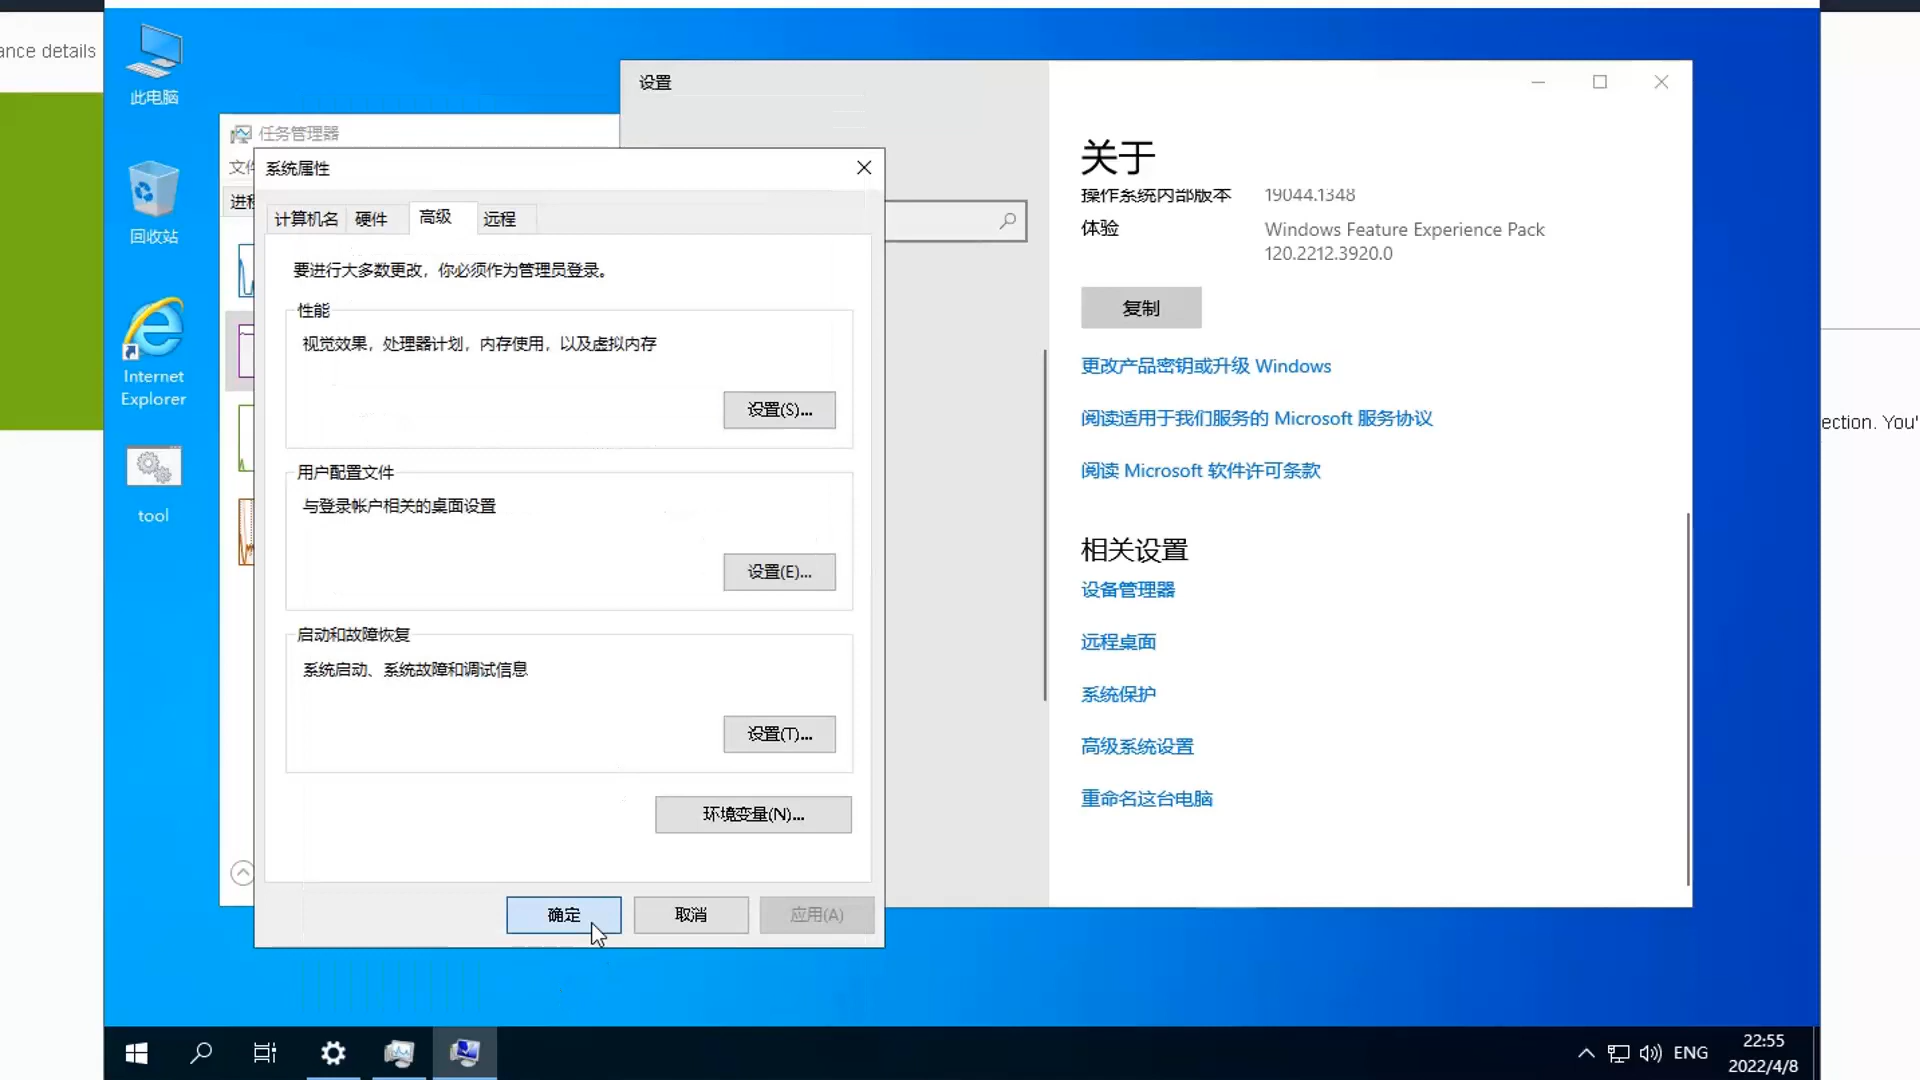 ance details
此电脑
回收站
Internet
Explorer
tool
任务管理器
文件
进程
系统属性
计算机名
硬件
高级
远程
要进行大多数更改，你必须作为管理员登录。
性能
视觉效果，处理器计划，内存使用，以及虚拟内存
设置(S)...
用户配置文件
与登录帐户相关的桌面设置
设置(E)...
启动和故障恢复
系统启动、系统故障和调试信息
设置(T)...
环境变量(N)...
确定
取消
应用(A)
设置
关于
操作系统内部版本 19044.1348
体验 Windows Feature Experience Pack
120.2212.3920.0
复制
更改产品密钥或升级 Windows
阅读适用于我们服务的 Microsoft 服务协议
阅读 Microsoft 软件许可条款
相关设置
设备管理器
远程桌面
系统保护
高级系统设置
重命名这台电脑
ection. You'
ENG
22:55
2022/4/8